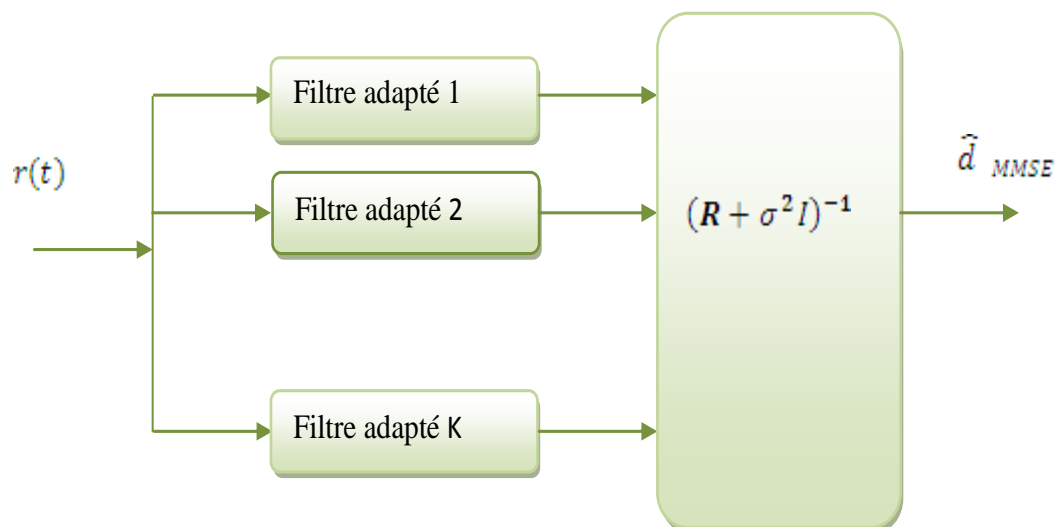 Filtre adapté 1
r(t)
Filtre adapté 2
(R + σ²I)⁻¹
d̂ MMSE
Filtre adapté K